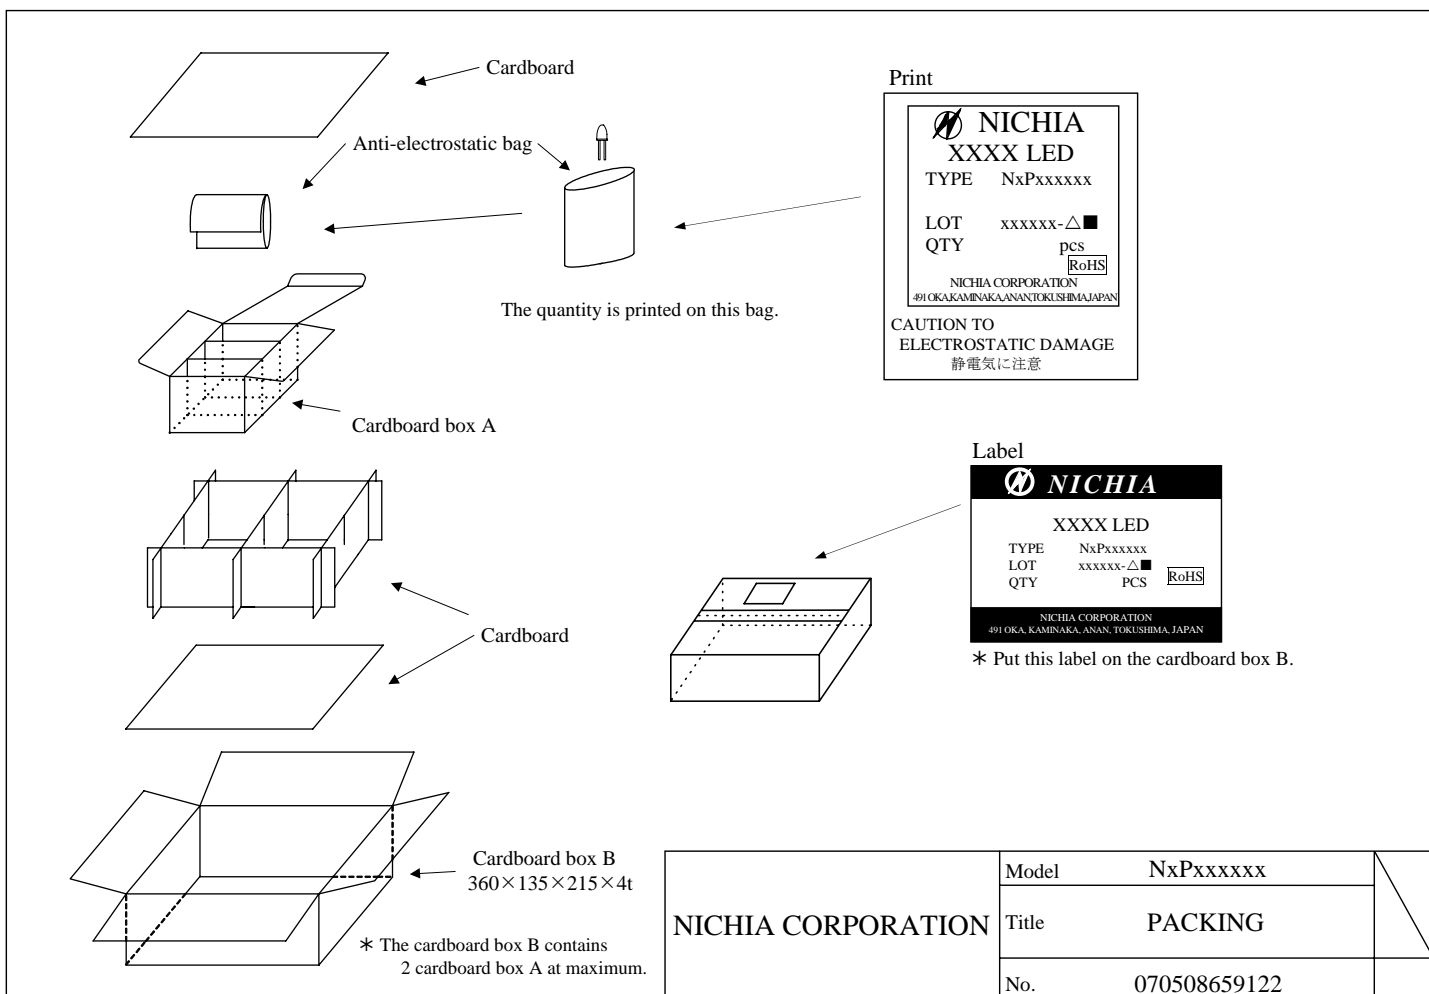 Cardboard
Anti-electrostatic bag
The quantity is printed on this bag.
Cardboard box A
Cardboard
Cardboard box B
360×135×215×4t
＊ The cardboard box B contains
2 cardboard box A at maximum.
Print
NICHIA
XXXX LED
TYPE NxPxxxxxx
LOT xxxxxx-△■
QTY pcs
RoHS
NICHIA CORPORATION
491 OKA,KAMINAKA,ANAN,TOKUSHIMA,JAPAN
CAUTION TO
ELECTROSTATIC DAMAGE
静電気に注意
Label
NICHIA
XXXX LED
TYPE NxPxxxxxx
LOT xxxxxx-△■
QTY PCS
RoHS
NICHIA CORPORATION
491 OKA, KAMINAKA, ANAN, TOKUSHIMA, JAPAN
＊ Put this label on the cardboard box B.
NICHIA CORPORATION
Model NxPxxxxxx
Title PACKING
No. 070508659122